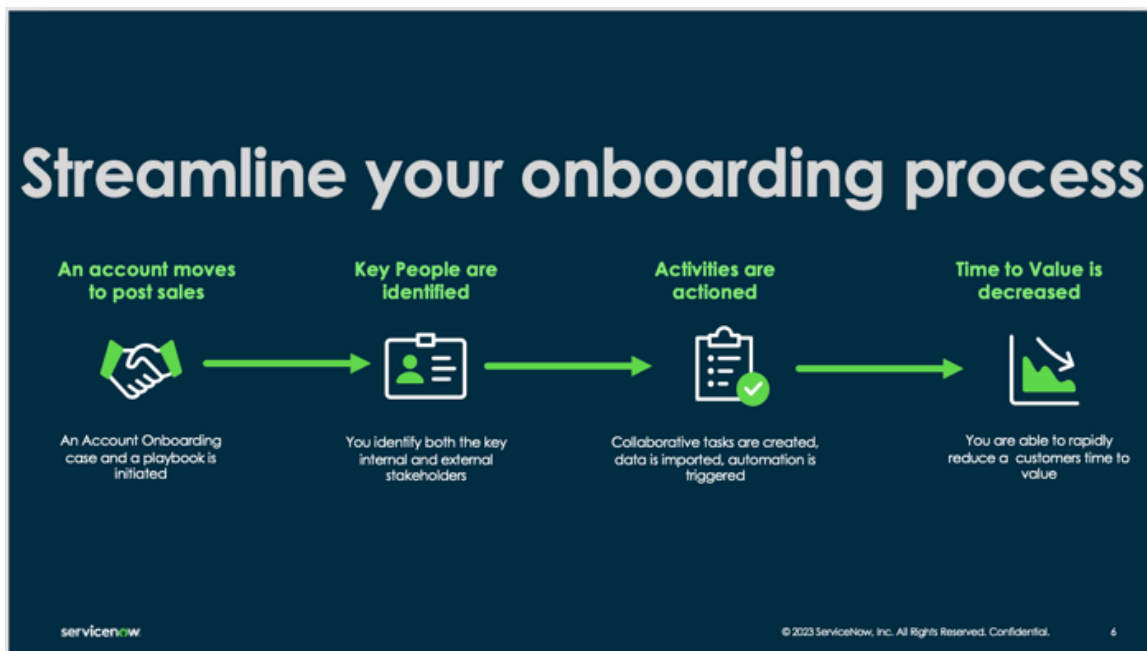 Streamline your onboarding process
An account moves
to post sales
An Account Onboarding
case and a playbook is
initiated
Key People are
identified
You identify both the key
internal and external
stakeholders
Activities are
actioned
Collaborative tasks are created,
data is imported, automation is
triggered
Time to Value is
decreased
You are able to rapidly
reduce a  customers time to
value
servicenow
© 2023 ServiceNow, Inc. All Rights Reserved. Confidential.
6